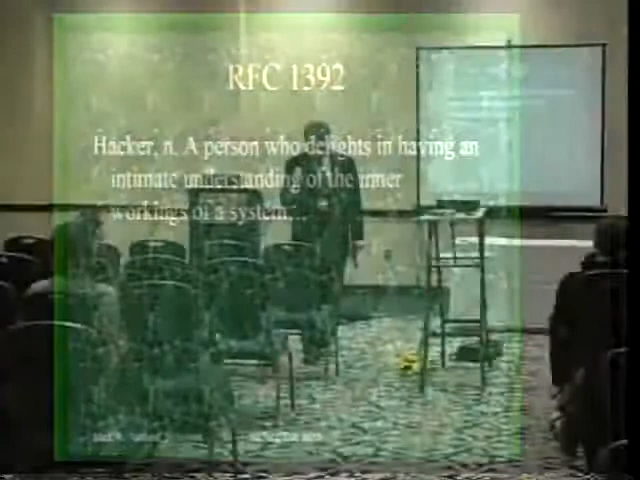 RFC 1392
Hacker, n. A person who delights in having an
intimate understanding of the inner
workings of a system...